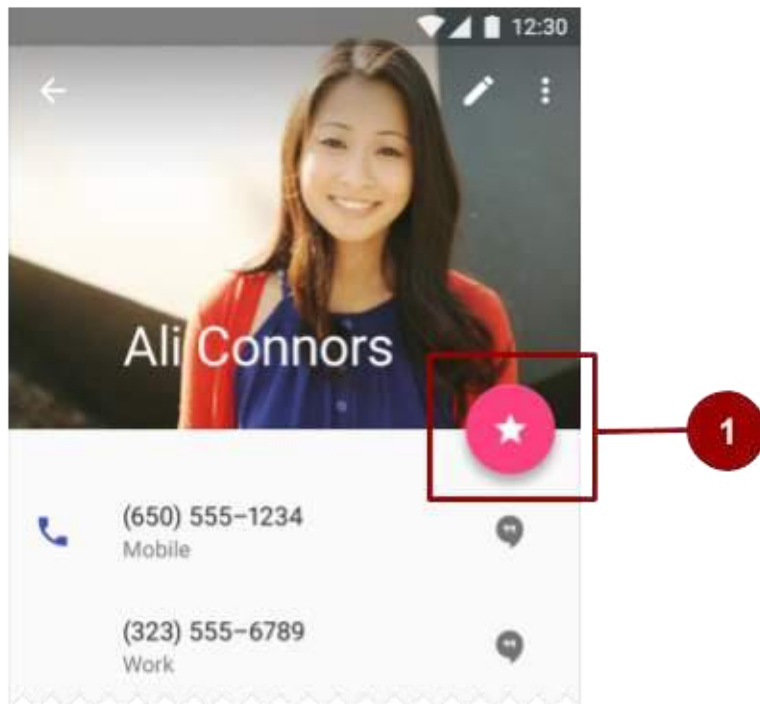 12:30
Ali Connors
1
(650) 555-1234
Mobile
(323) 555-6789
Work